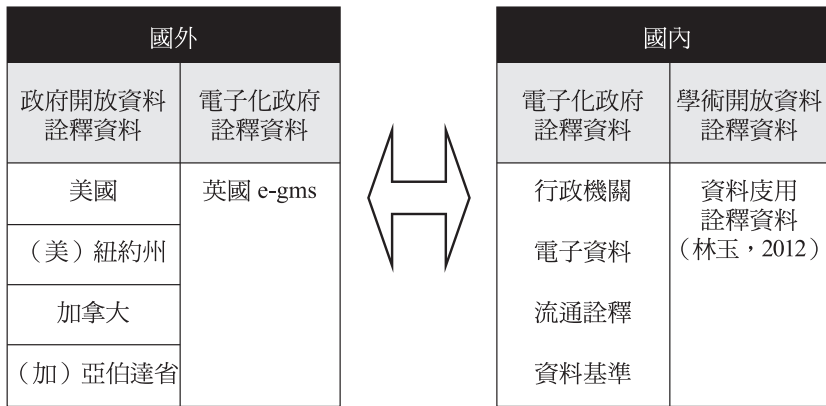 國外
政府開放資料
詮釋資料
電子化政府
詮釋資料
美國
（美）紐約州
加拿大
（加）亞伯達省
英國 e-gms
國內
電子化政府
詮釋資料
學術開放資料
詮釋資料
行政機關
電子資料
流通詮釋
資料基準
資料庋用
詮釋資料
（林玉，2012）